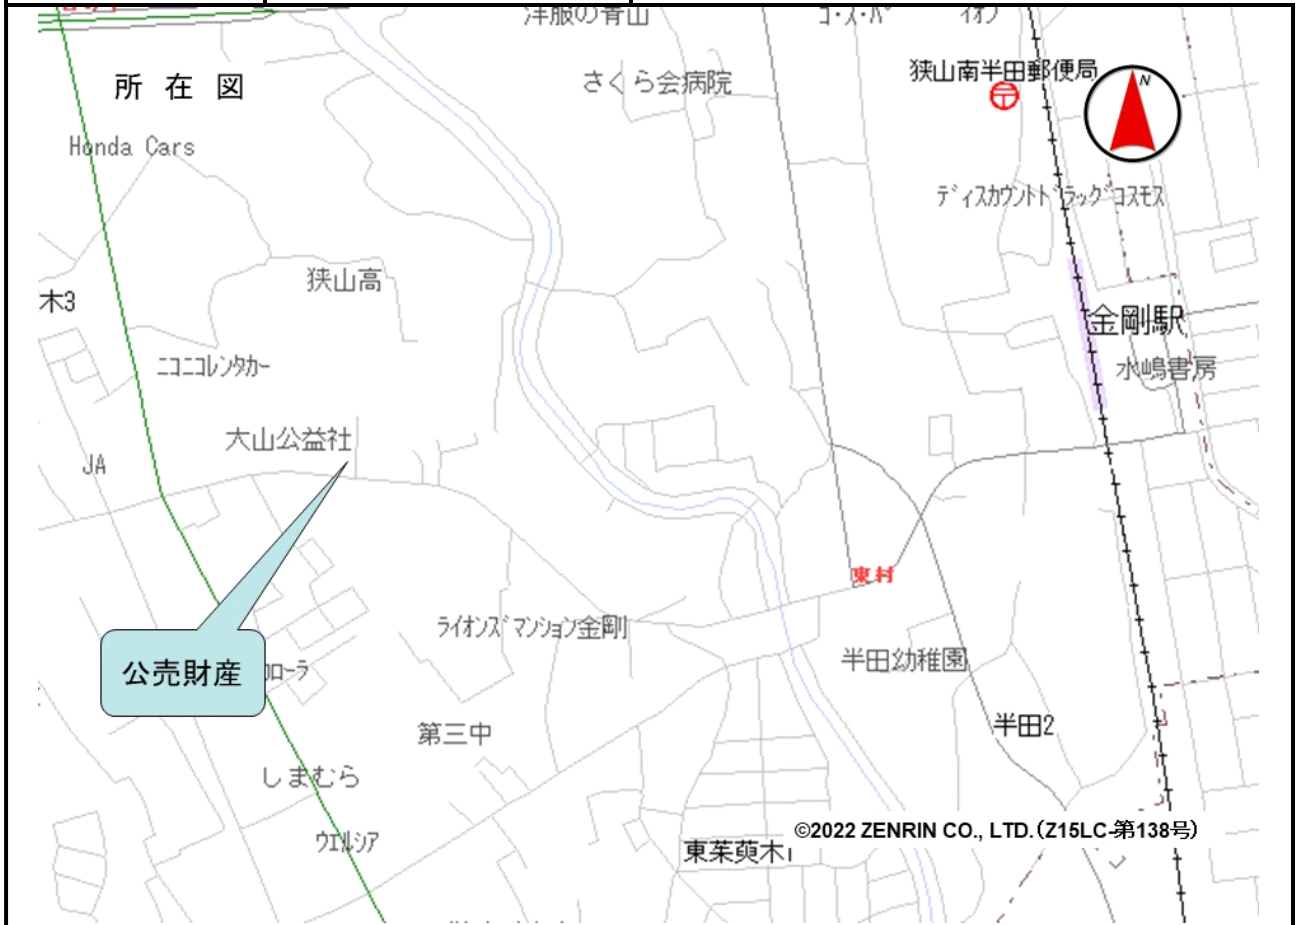 洋服の青山
コ・ス・パ
イオン
所 在 図
さくら会病院
狭山南半田郵便局
N
Honda Cars
ディスカウントドラッグコスモス
狭山高
木3
金剛駅
ニコニコレンタカー
水嶋書房
大山公益社
JA
東村
ライオンズマンション金剛
半田幼稚園
公売財産
カローラ
半田2
第三中
しまむら
©2022 ZENRIN CO., LTD.(Z15LC-第138号)
ウエルシア
東茱萸木1